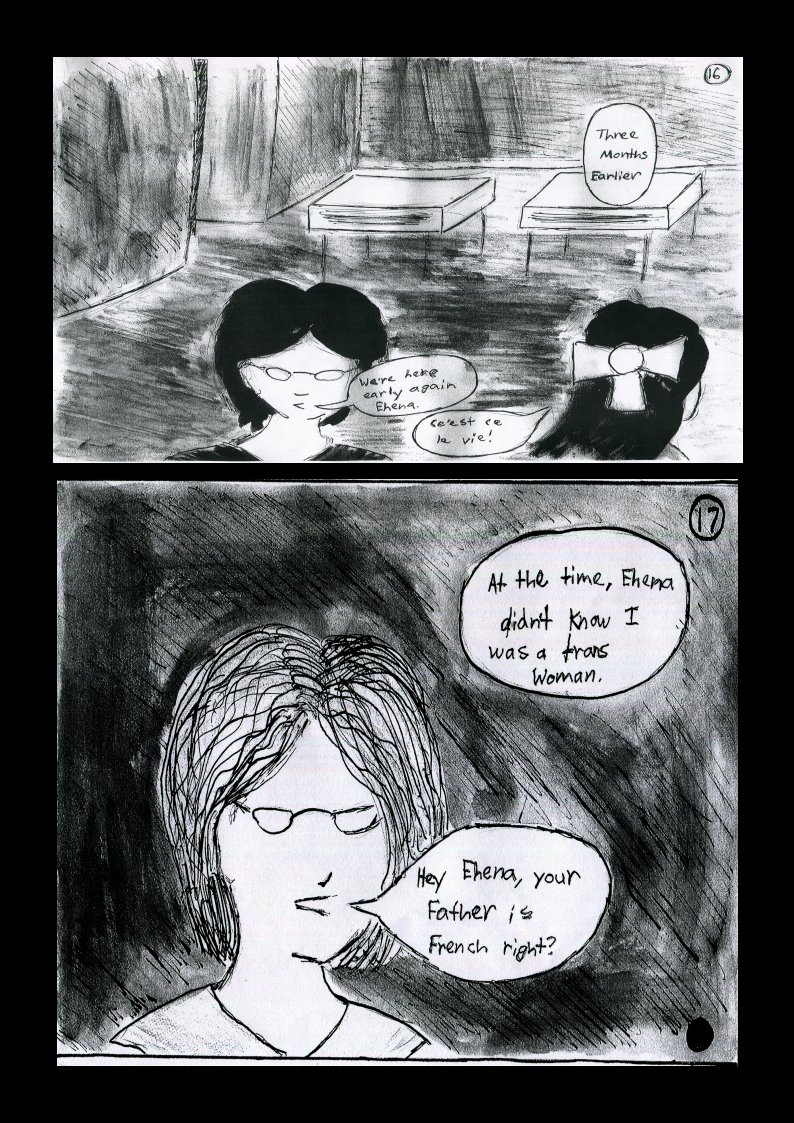 16
Three
Months
Earlier
We're here
early again
Ehena.
ce'est ce
la vie!
17
At the time, Ehena
didn't know I
was a trans
Woman.
Hey Ehena, your
Father is
French right?